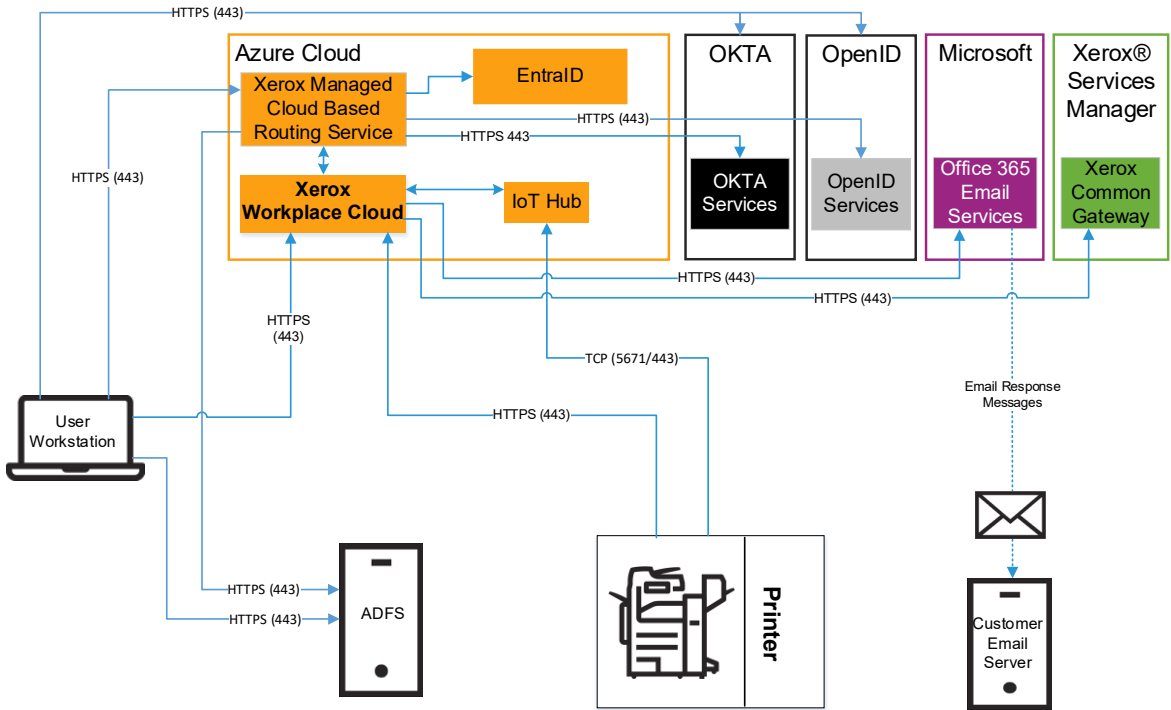 HTTPS (443)
Azure Cloud
OKTA
OpenID
Microsoft
Xerox®
Services
Manager
Xerox Managed
Cloud Based
Routing Service
EntraID
HTTPS (443)
HTTPS 443
HTTPS (443)
Xerox
Workplace Cloud
IoT Hub
OKTA
Services
OpenID
Services
Office 365
Email
Services
Xerox
Common
Gateway
HTTPS (443)
HTTPS (443)
HTTPS
(443)
TCP (5671/443)
Email Response
Messages
HTTPS (443)
User
Workstation
HTTPS (443)
HTTPS (443)
ADFS
Printer
Customer
Email
Server